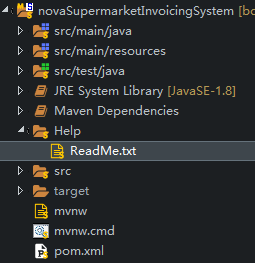 novaSupermarketInvoicingSystem [bo
src/main/java
src/main/resources
src/test/java
JRE System Library [JavaSE-1.8]
Maven Dependencies
Help
ReadMe.txt
src
target
mvnw
mvnw.cmd
pom.xml